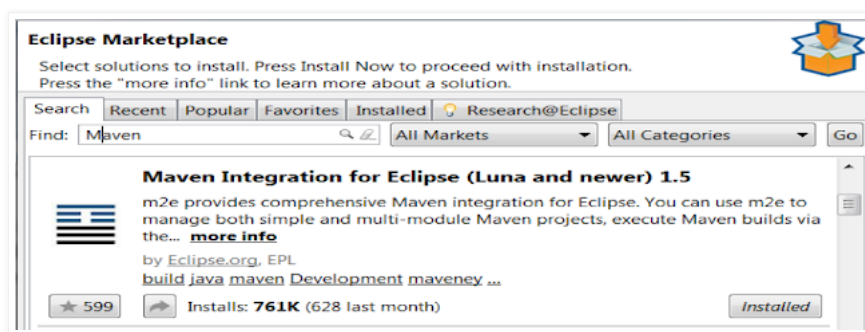 Eclipse Marketplace
Select solutions to install. Press Install Now to proceed with installation.
Press the "more info" link to learn more about a solution.
Search Recent Popular Favorites Installed Research@Eclipse
Find: Maven All Markets All Categories Go
Maven Integration for Eclipse (Luna and newer) 1.5
m2e provides comprehensive Maven integration for Eclipse. You can use m2e to
manage both simple and multi-module Maven projects, execute Maven builds via
the... more info
by Eclipse.org, EPL
build java maven Development maveney ...
599 Installs: 761K (628 last month) Installed